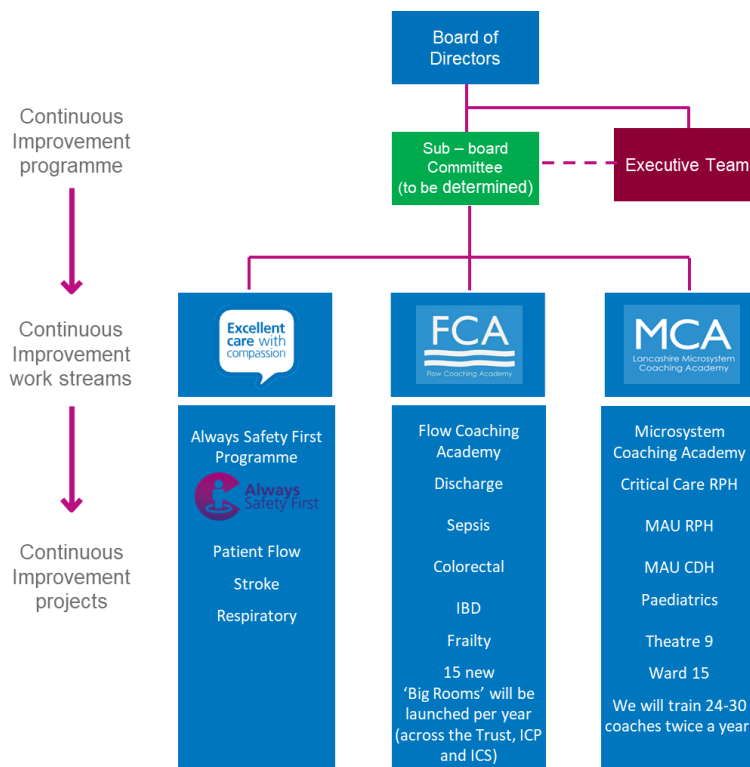 Board of
Directors
Continuous
Improvement
programme
Sub – board
Committee
(to be determined)
Executive Team
Continuous
Improvement
work streams
Excellent
care with
compassion
FCA
Flow Coaching Academy
MCA
Lancashire Microsystem
Coaching Academy
Always Safety First
Programme
Always
Safety First
Patient Flow
Stroke
Respiratory
Flow Coaching
Academy
Discharge
Sepsis
Colorectal
IBD
Frailty
15 new
‘Big Rooms’ will be
launched per year
(across the Trust, ICP
and ICS)
Microsystem
Coaching Academy
Critical Care RPH
MAU RPH
MAU CDH
Paediatrics
Theatre 9
Ward 15
We will train 24-30
coaches twice a year
Continuous
Improvement
projects